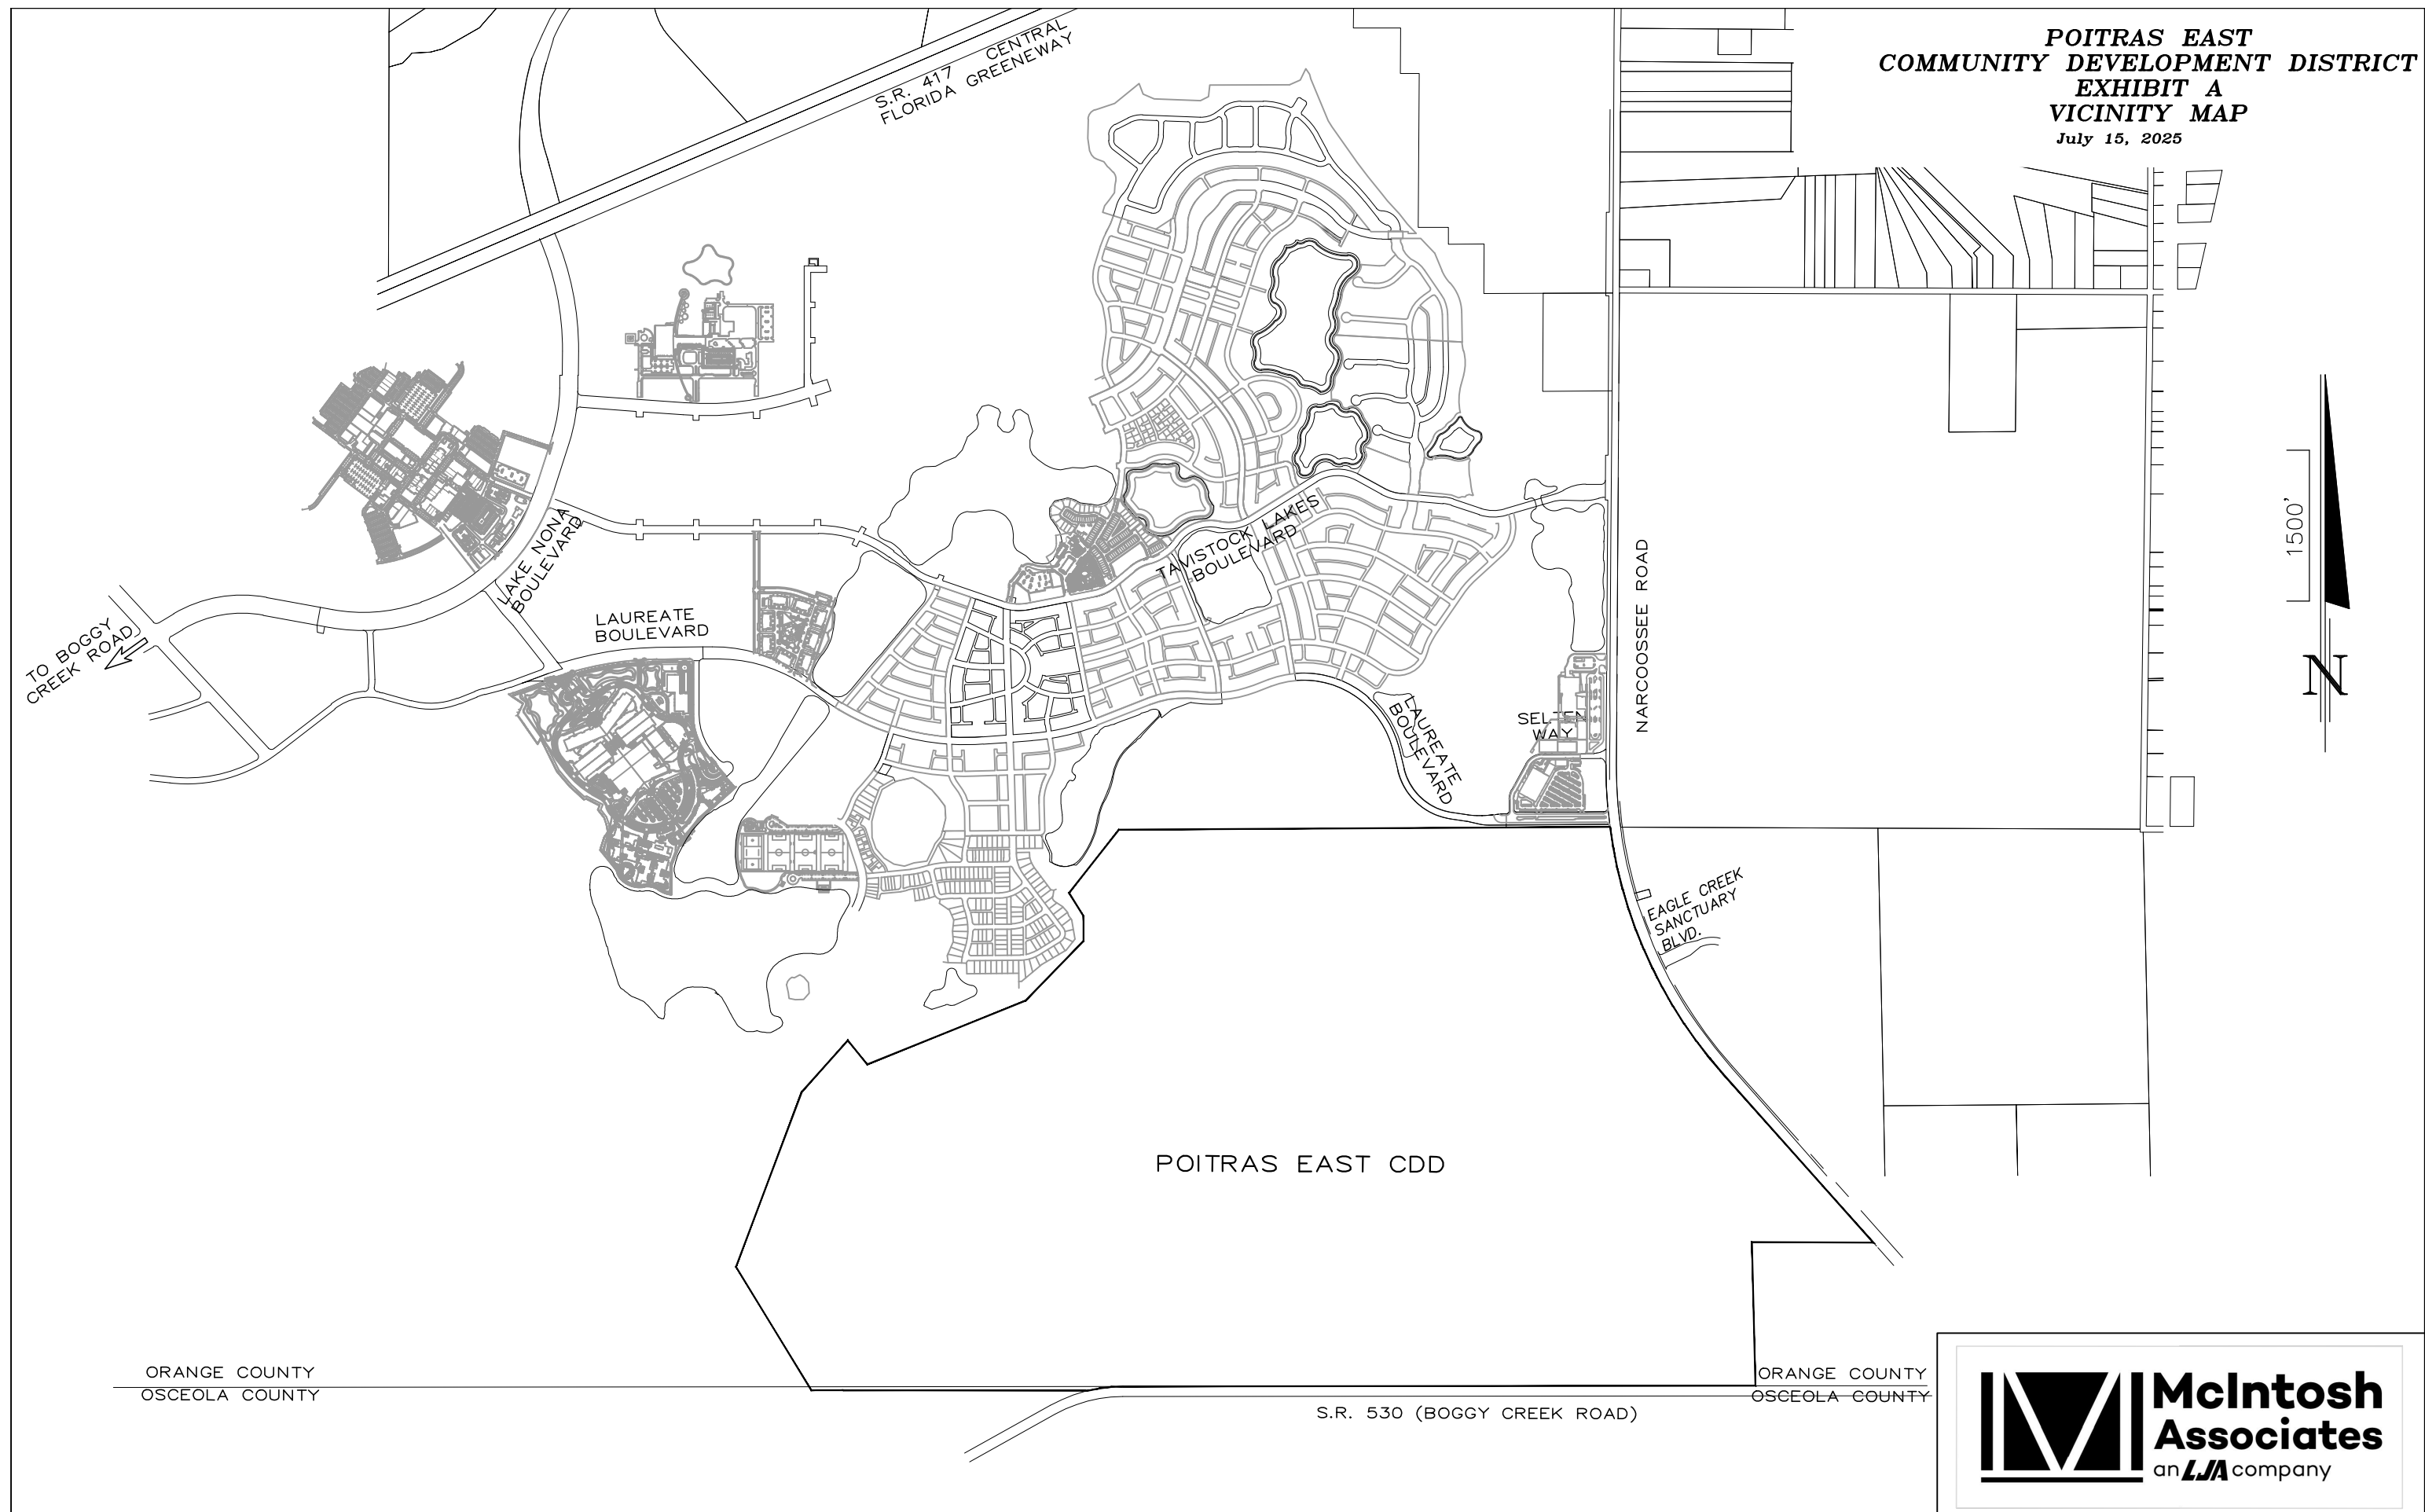 POITRAS EAST
COMMUNITY DEVELOPMENT DISTRICT
EXHIBIT A
VICINITY MAP
July 15, 2025
S.R. 417 CENTRAL
FLORIDA GREENEWAY
1500'
N
TAVISTOCK LAKES
BOULEVARD
LAKE NONA
BOULEVARD
NARCOOSSEE ROAD
LAUREATE
BOULEVARD
TO BOGGY
CREEK ROAD
LAUREATE
BOULEVARD
SELTEN
WAY
EAGLE CREEK
SANCTUARY
BLVD.
POITRAS EAST CDD
ORANGE COUNTY
OSCEOLA COUNTY
ORANGE COUNTY
OSCEOLA COUNTY
S.R. 530 (BOGGY CREEK ROAD)
McIntosh
Associates
an LJA company